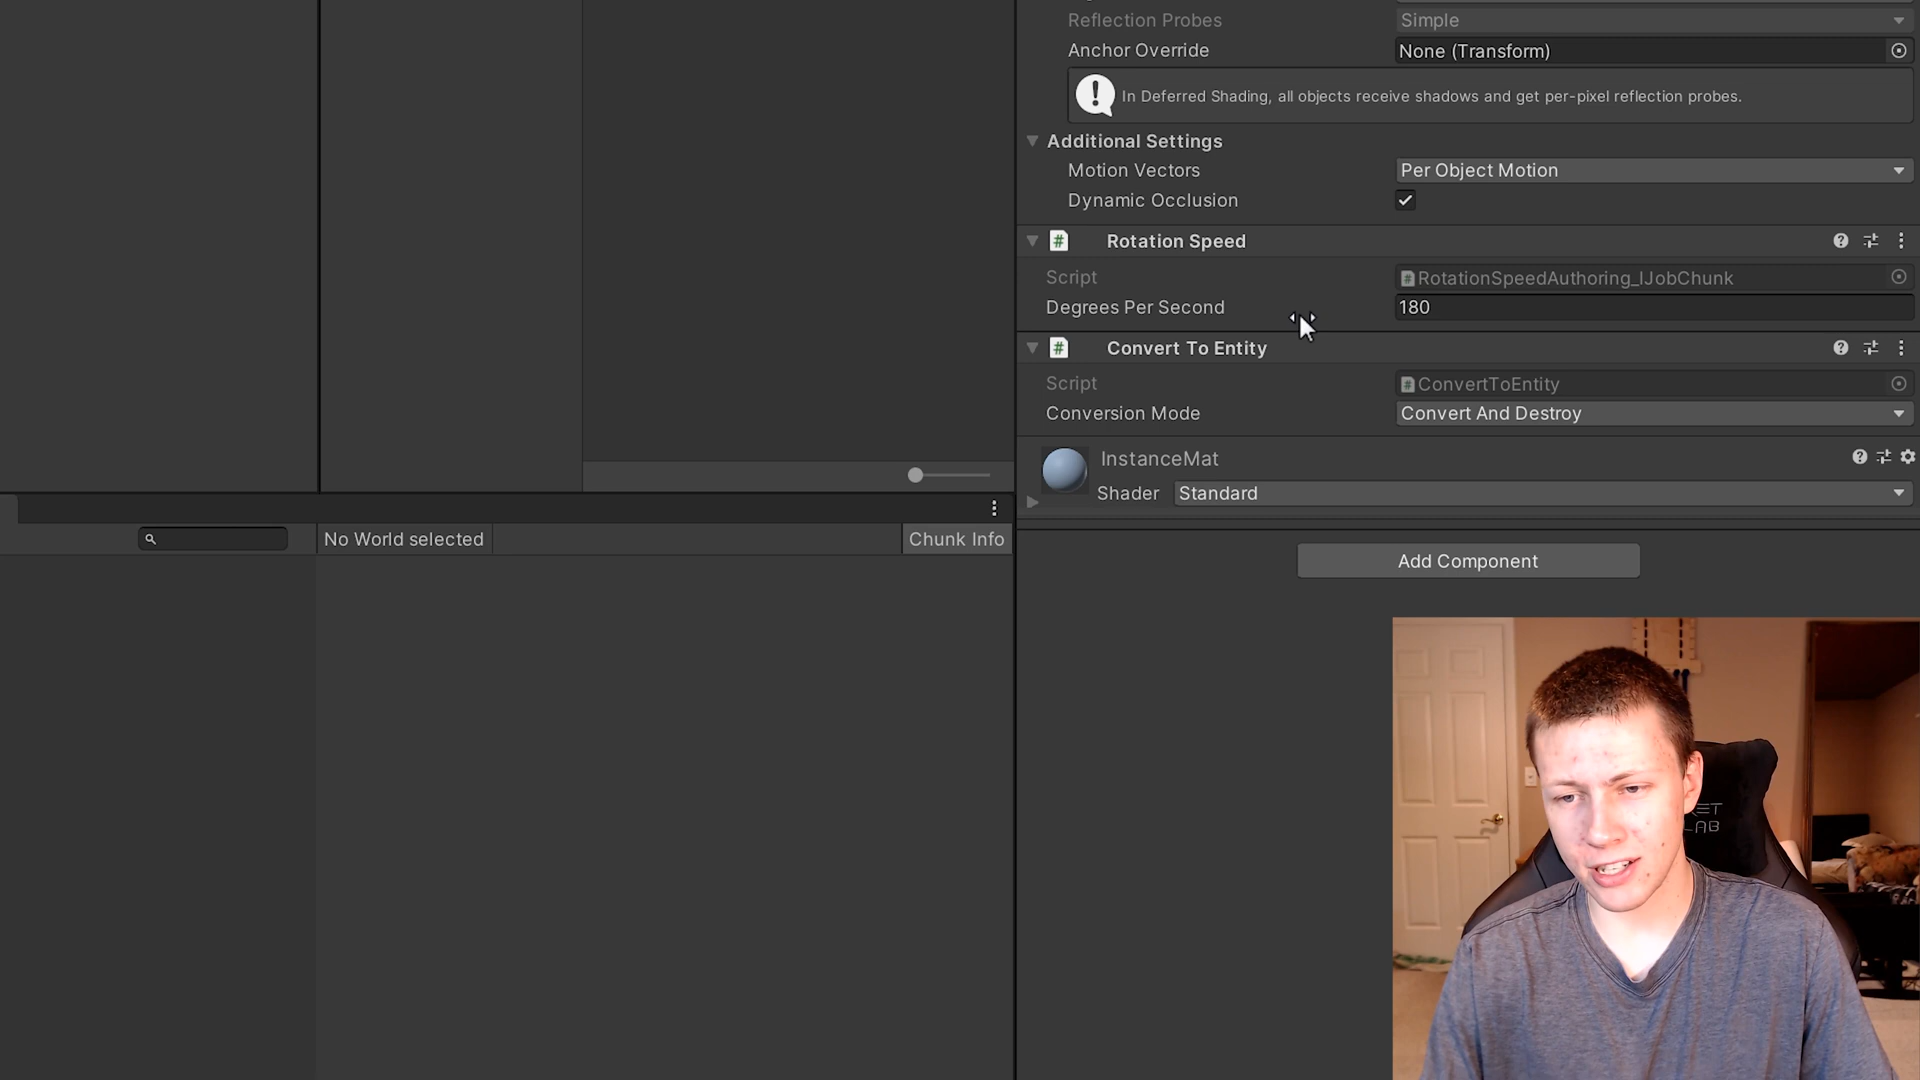 Reflection Probes
Simple
Anchor Override
None (Transform)
In Deferred Shading, all objects receive shadows and get per-pixel reflection probes.
Additional Settings
Motion Vectors
Per Object Motion
Dynamic Occlusion
# Rotation Speed
Script
# RotationSpeedAuthoring_IJobChunk
Degrees Per Second
180
# Convert To Entity
Script
# ConvertToEntity
Conversion Mode
Convert And Destroy
InstanceMat
Shader
Standard
No World selected
Chunk Info
Add Component
LAB